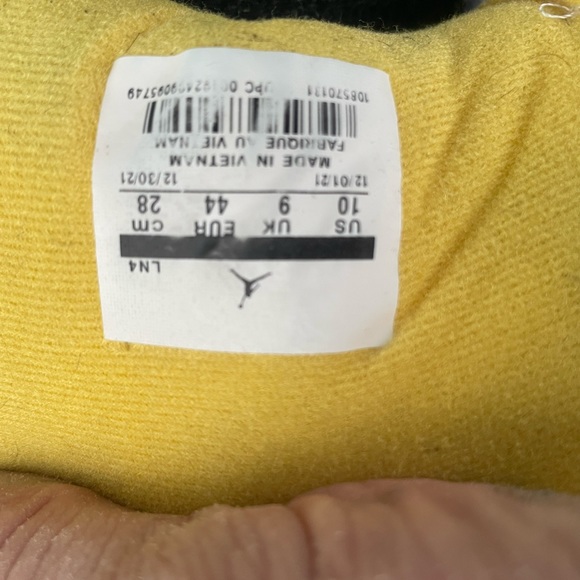 LN4
US UK EUR cm
10 9 44 28
12/01/21 12/30/21
MADE IN VIETNAM
FABRIQUE AU VIETNAM
UPC